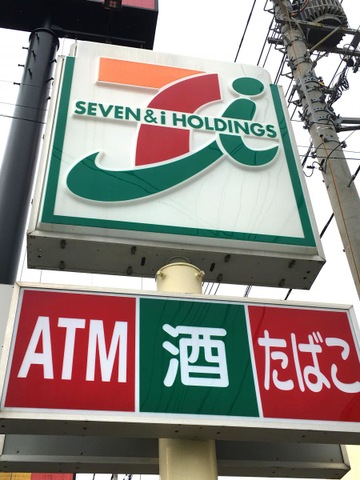 SEVEN & i HOLDINGS
ATM 酒 たばこ